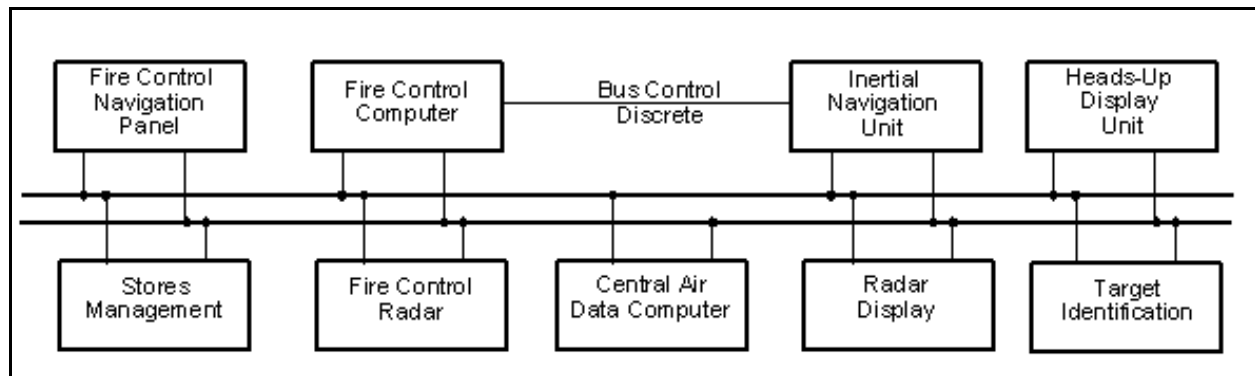 Fire Control
Navigation
Panel
Fire Control
Computer
Bus Control
Discrete
Inertial
Navigation
Unit
Heads-Up
Display
Unit
Stores
Management
Fire Control
Radar
Central Air
Data Computer
Radar
Display
Target
Identification